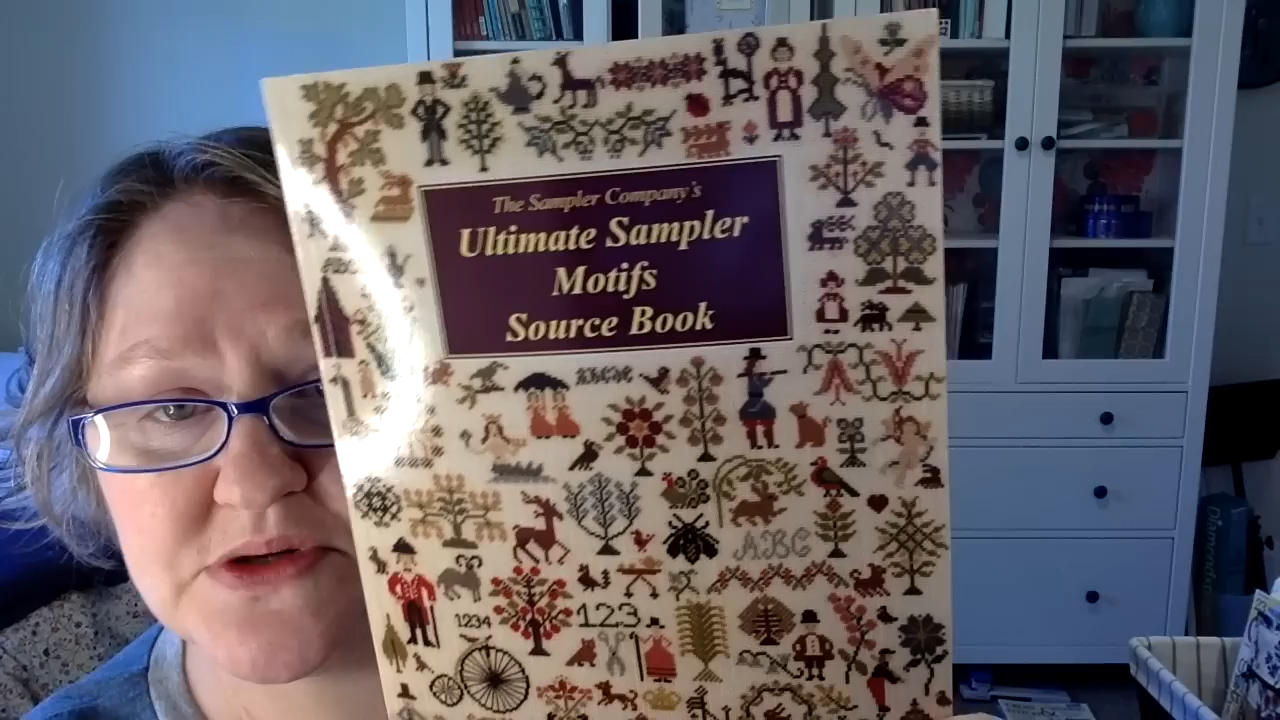 The Sampler Company's
Ultimate Sampler
Motifs
Source Book
ABC
1234
123